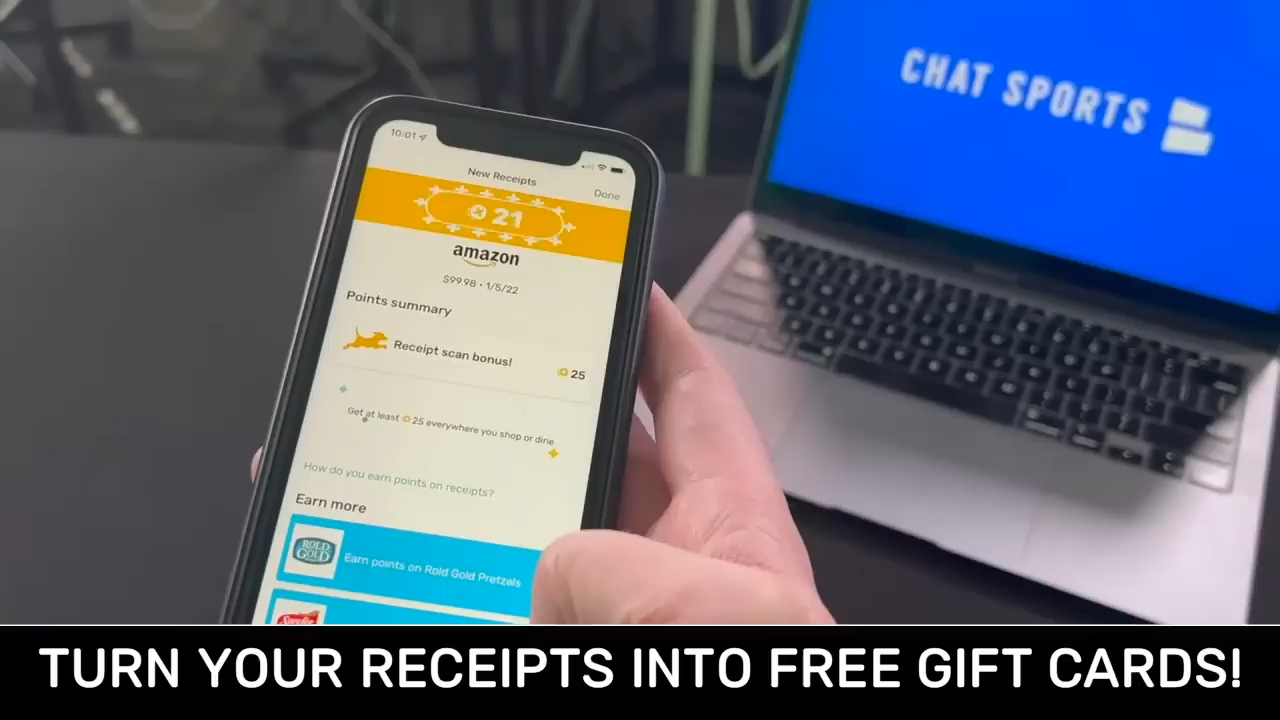 CHAT SPORTS
10:01
New Receipts
Done
21
amazon
$99.98 • 1/5/22
Points summary
Receipt scan bonus!
25
Get at least 25 everywhere you shop or dine
How do you earn points on receipts?
Earn more
ROLD GOLD
Earn points on Rold Gold Pretzels
TURN YOUR RECEIPTS INTO FREE GIFT CARDS!